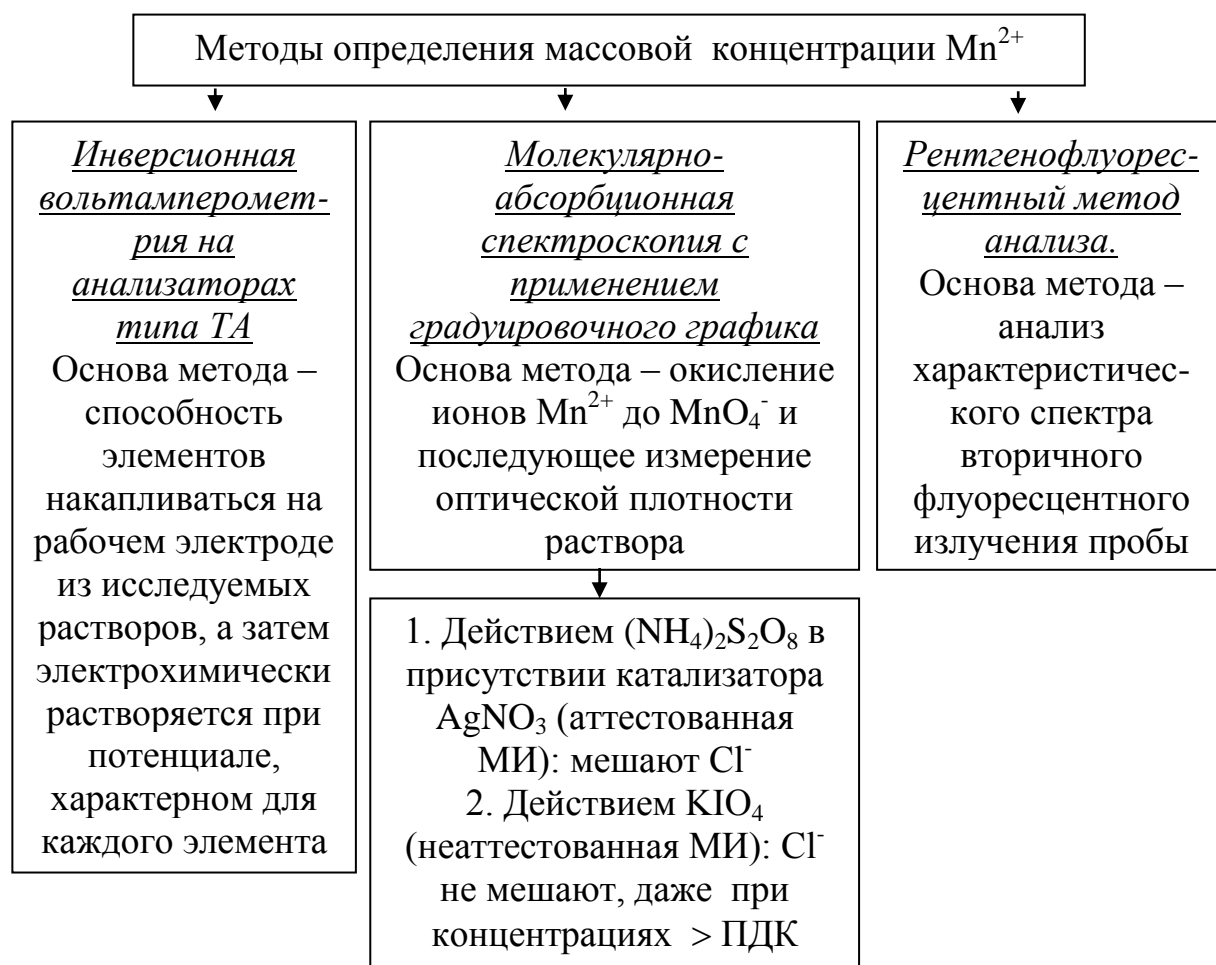 Методы определения массовой концентрации Mn²⁺
Инверсионная
вольтамперомет-
рия на
анализаторах
типа ТА
Основа метода –
способность
элементов
накапливаться на
рабочем электроде
из исследуемых
растворов, а затем
электрохимически
растворяется при
потенциале,
характерном для
каждого элемента
Молекулярно-
абсорбционная
спектроскопия с
применением
градуировочного графика
Основа метода – окисление
ионов Mn²⁺ до MnO₄⁻ и
последующее измерение
оптической плотности
раствора
1. Действием (NH₄)₂S₂O₈ в
присутствии катализатора
AgNO₃ (аттестованная
МИ): мешают Cl⁻
2. Действием KIO₄
(неаттестованная МИ): Cl⁻
не мешают, даже при
концентрациях > ПДК
Рентгенофлуорес-
центный метод
анализа.
Основа метода –
анализ
характеристичес-
кого спектра
вторичного
флуоресцентного
излучения пробы